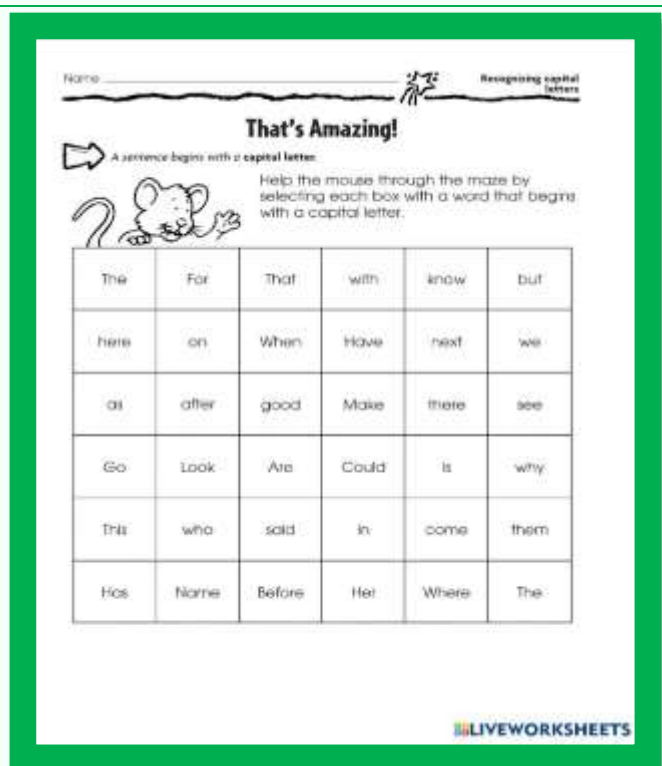 Name
Recognizing capital
letters
That's Amazing!
A sentence begins with a capital letter.
Help the mouse through the maze by
selecting each box with a word that begins
with a capital letter.
The For That with know but
here on When Have next we
as after good Make there see
Go Look Are Could is why
This who said in come them
Has Name Before Her Where The
LIVEWORKSHEETS